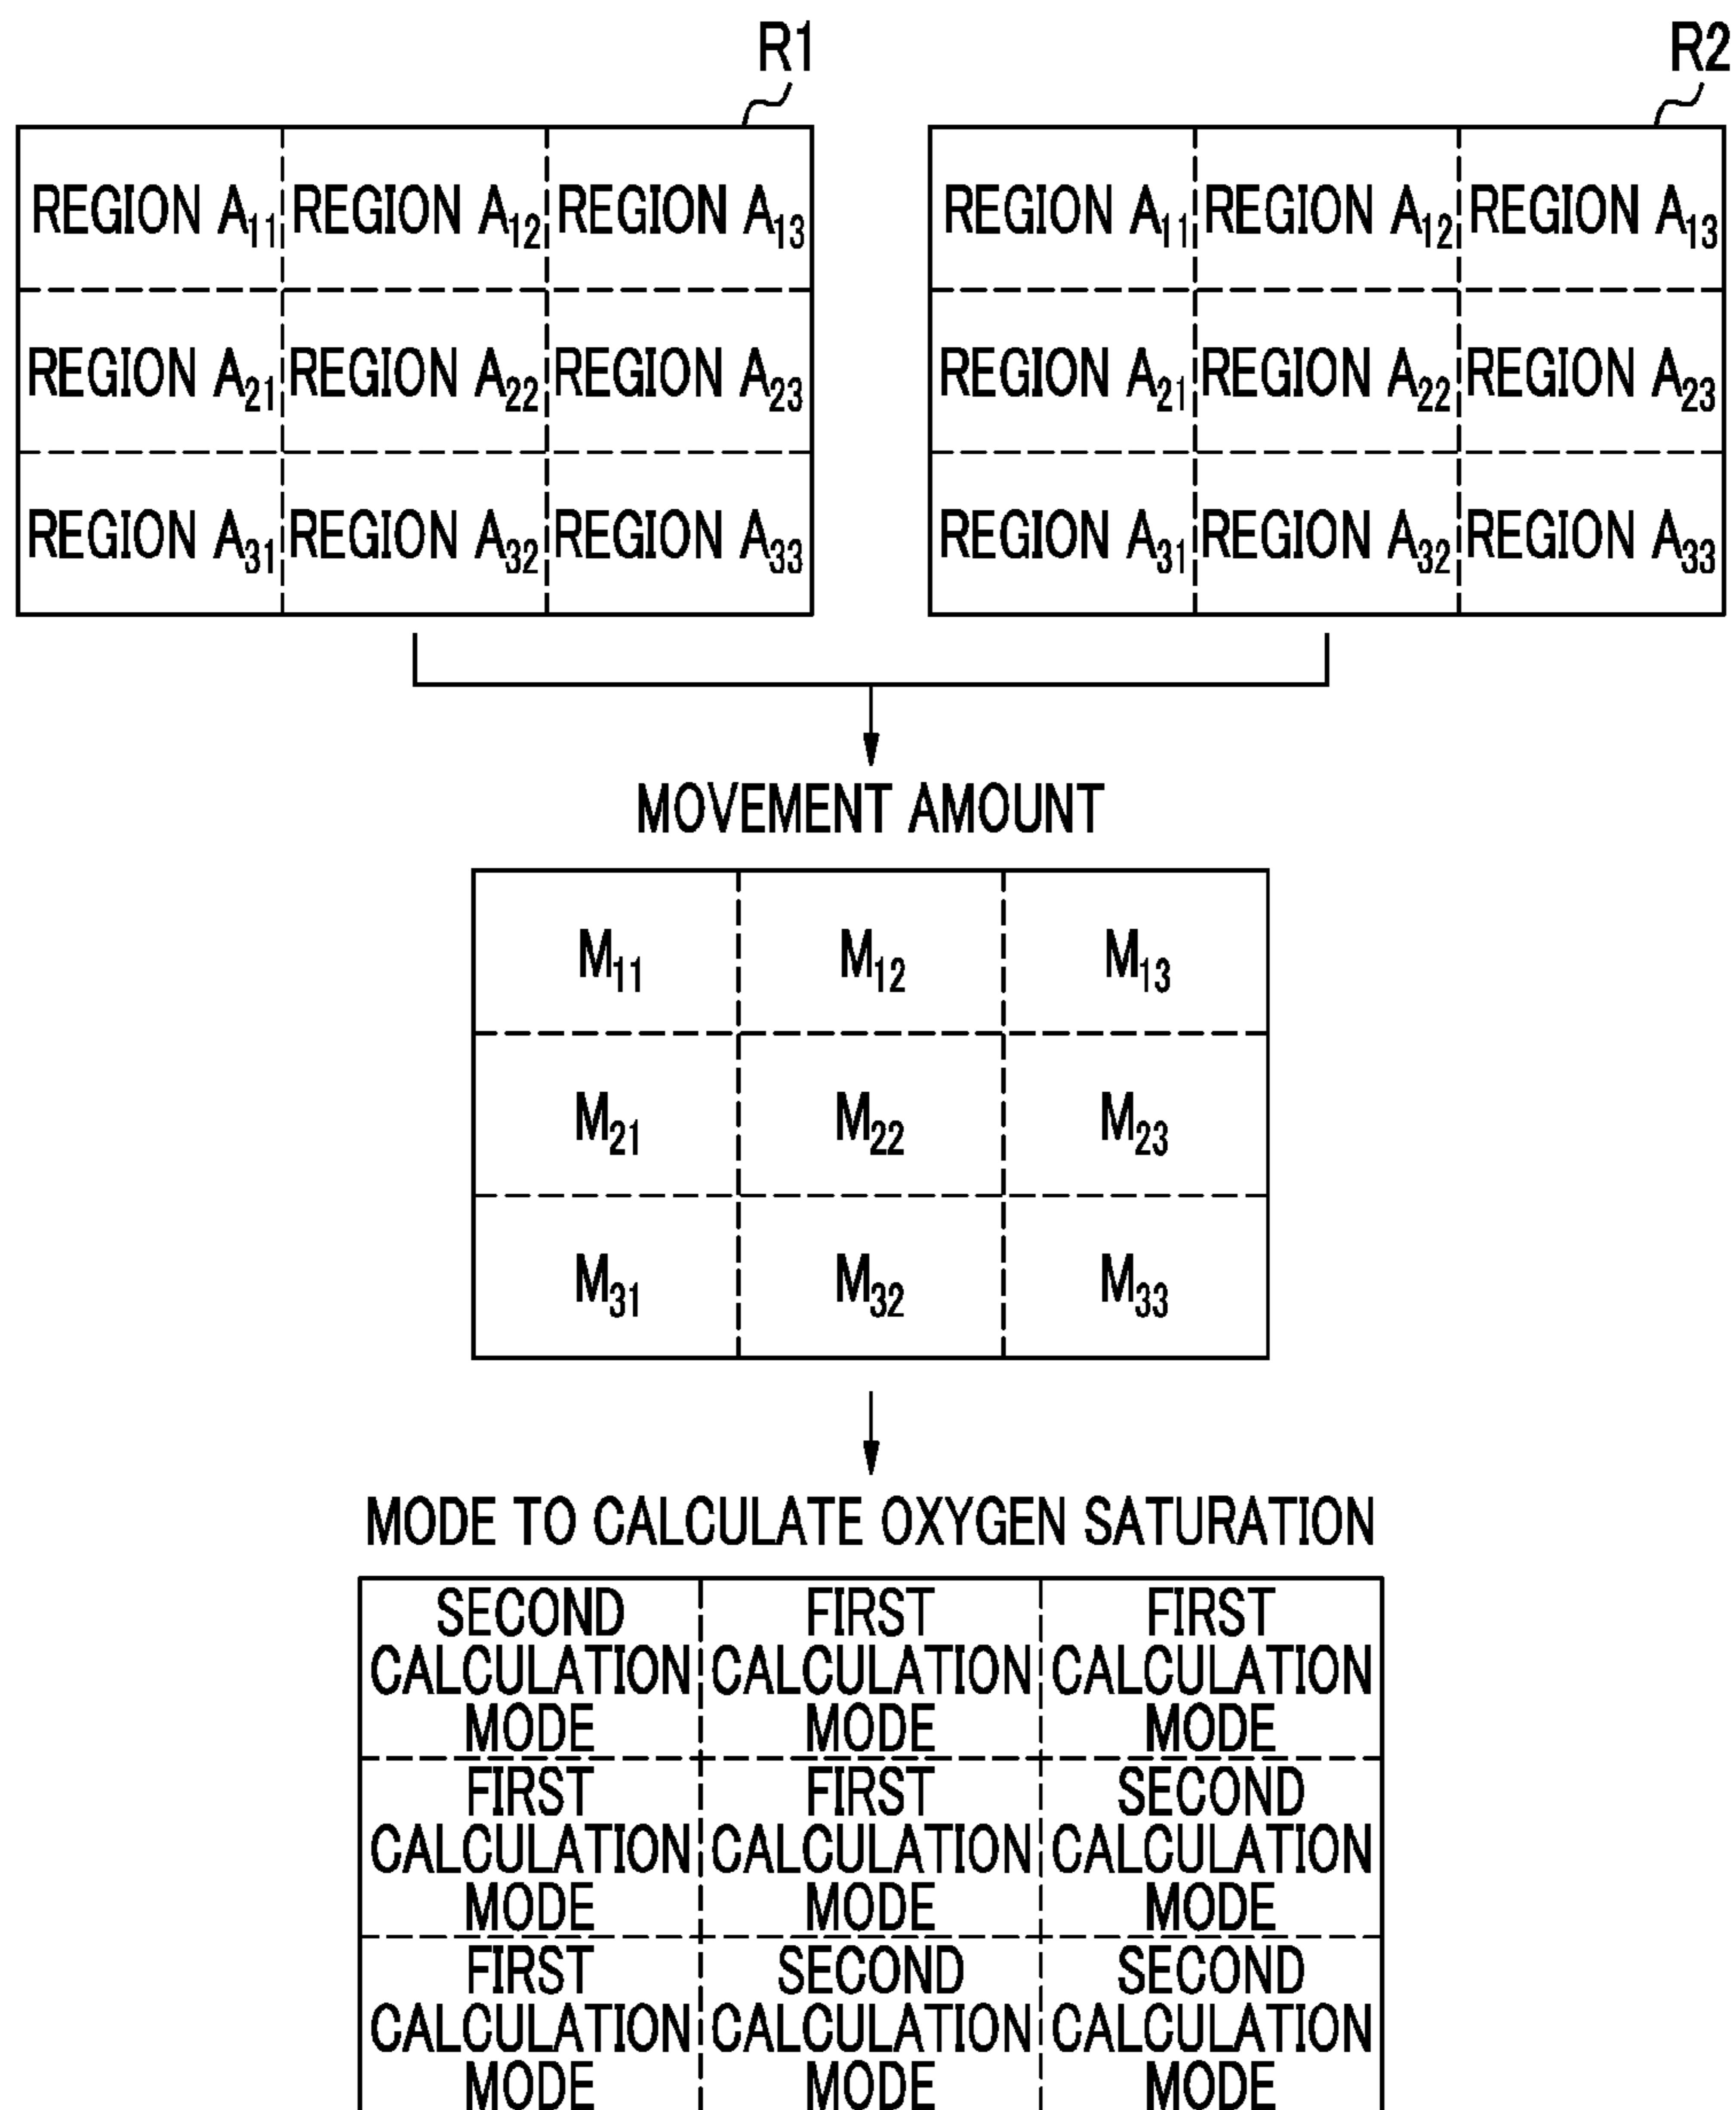 R1 R2
REGION A11 REGION A12 REGION A13 REGION A11 REGION A12 REGION A13
REGION A21 REGION A22 REGION A23 REGION A21 REGION A22 REGION A23
REGION A31 REGION A32 REGION A33 REGION A31 REGION A32 REGION A33
MOVEMENT AMOUNT
M11 M12 M13
M21 M22 M23
M31 M32 M33
MODE TO CALCULATE OXYGEN SATURATION
SECOND FIRST FIRST
CALCULATION CALCULATION CALCULATION
MODE MODE MODE
FIRST FIRST SECOND
CALCULATION CALCULATION CALCULATION
MODE MODE MODE
FIRST SECOND SECOND
CALCULATION CALCULATION CALCULATION
MODE MODE MODE